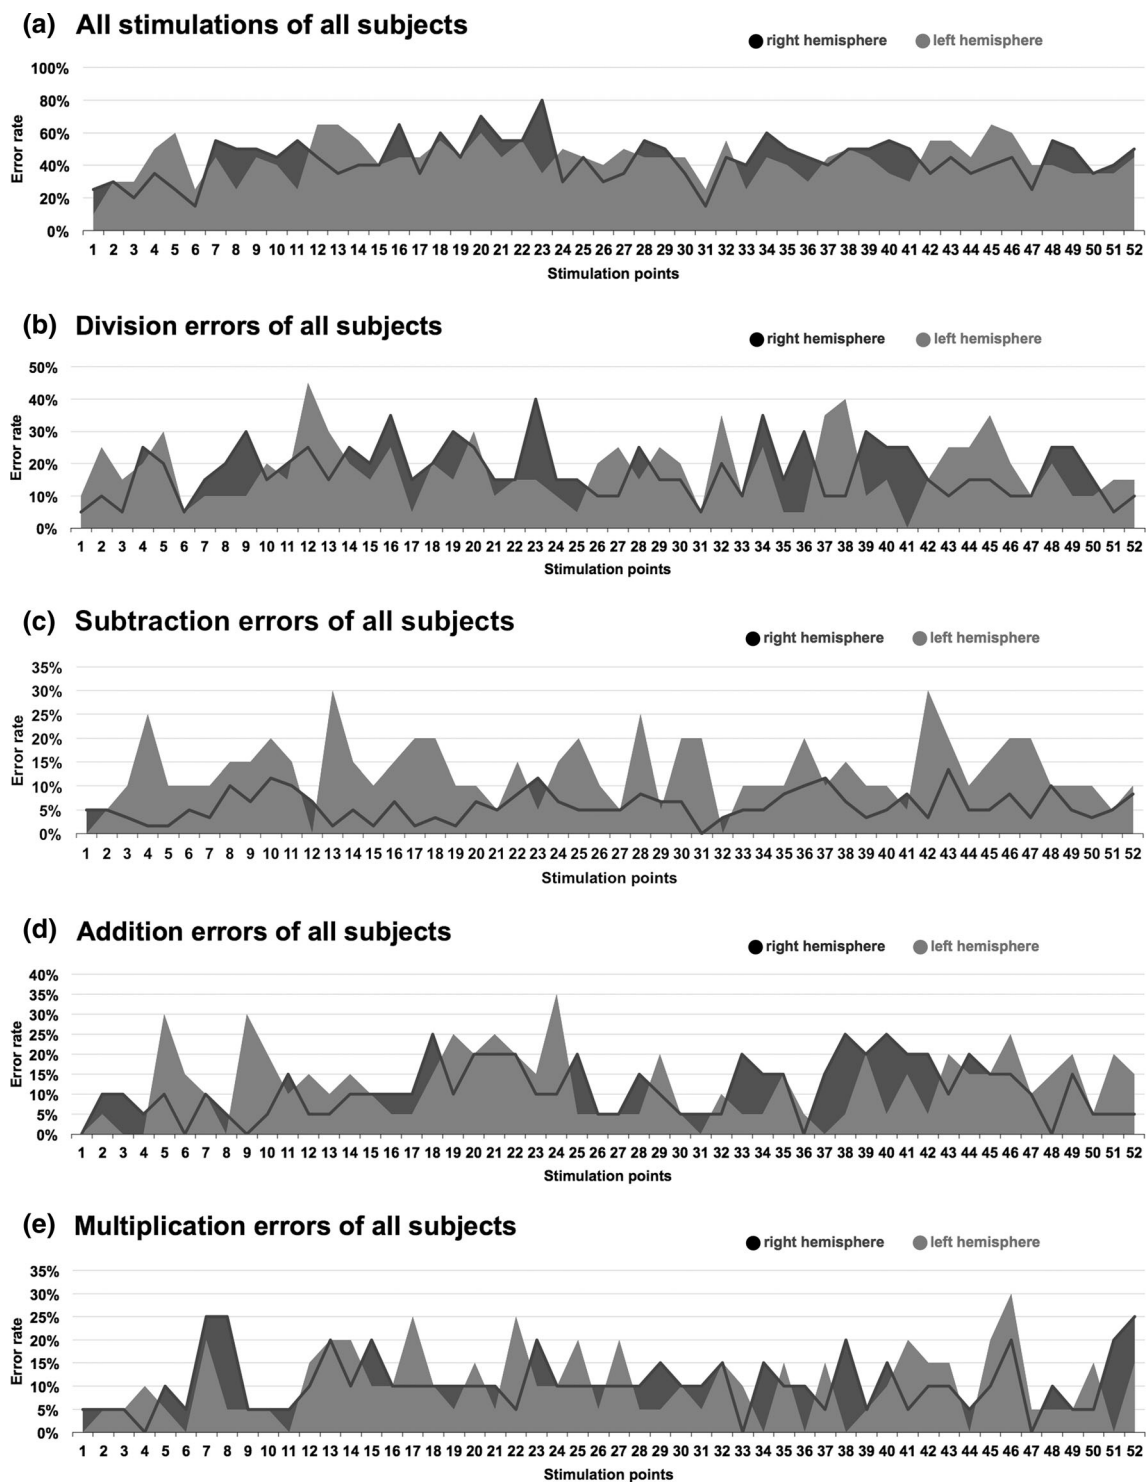 (a) All stimulations of all subjects
right hemisphere left hemisphere
100%
80%
60%
40%
20%
0%
Error rate
1 2 3 4 5 6 7 8 9 10 11 12 13 14 15 16 17 18 19 20 21 22 23 24 25 26 27 28 29 30 31 32 33 34 35 36 37 38 39 40 41 42 43 44 45 46 47 48 49 50 51 52
Stimulation points
(b) Division errors of all subjects
right hemisphere left hemisphere
50%
40%
30%
20%
10%
0%
Error rate
1 2 3 4 5 6 7 8 9 10 11 12 13 14 15 16 17 18 19 20 21 22 23 24 25 26 27 28 29 30 31 32 33 34 35 36 37 38 39 40 41 42 43 44 45 46 47 48 49 50 51 52
Stimulation points
(c) Subtraction errors of all subjects
right hemisphere left hemisphere
35%
30%
25%
20%
15%
10%
5%
0%
Error rate
1 2 3 4 5 6 7 8 9 10 11 12 13 14 15 16 17 18 19 20 21 22 23 24 25 26 27 28 29 30 31 32 33 34 35 36 37 38 39 40 41 42 43 44 45 46 47 48 49 50 51 52
Stimulation points
(d) Addition errors of all subjects
right hemisphere left hemisphere
40%
35%
30%
25%
20%
15%
10%
5%
0%
Error rate
1 2 3 4 5 6 7 8 9 10 11 12 13 14 15 16 17 18 19 20 21 22 23 24 25 26 27 28 29 30 31 32 33 34 35 36 37 38 39 40 41 42 43 44 45 46 47 48 49 50 51 52
Stimulation points
(e) Multiplication errors of all subjects
right hemisphere left hemisphere
35%
30%
25%
20%
15%
10%
5%
0%
Error rate
1 2 3 4 5 6 7 8 9 10 11 12 13 14 15 16 17 18 19 20 21 22 23 24 25 26 27 28 29 30 31 32 33 34 35 36 37 38 39 40 41 42 43 44 45 46 47 48 49 50 51 52
Stimulation points